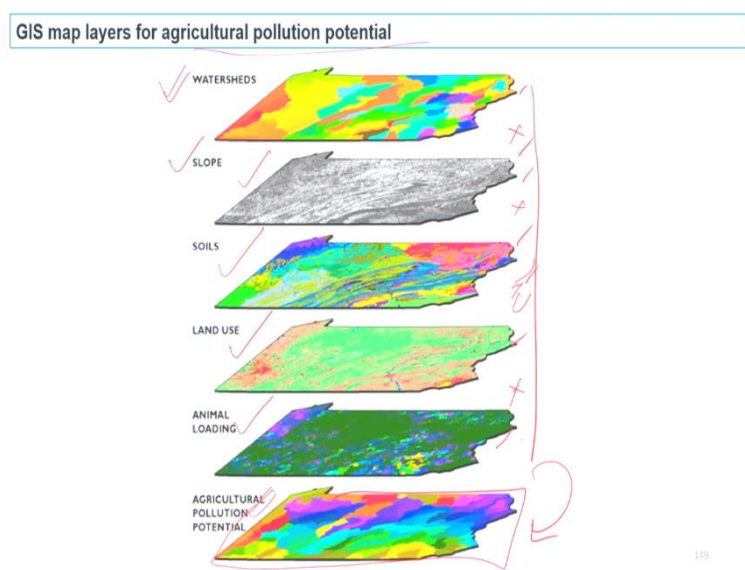 GIS map layers for agricultural pollution potential
WATERSHEDS
SLOPE
SOILS
LAND USE
ANIMAL
LOADING
AGRICULTURAL
POLLUTION
POTENTIAL
149